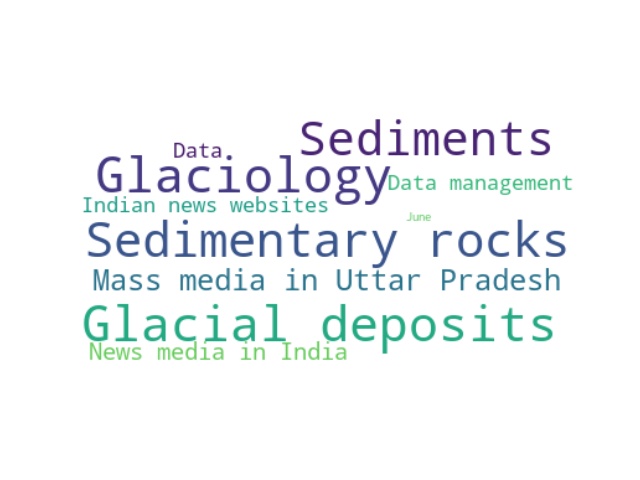 Sediments
Data
Glaciology
Data management
Indian news websites
June
Sedimentary rocks
Mass media in Uttar Pradesh
Glacial deposits
News media in India